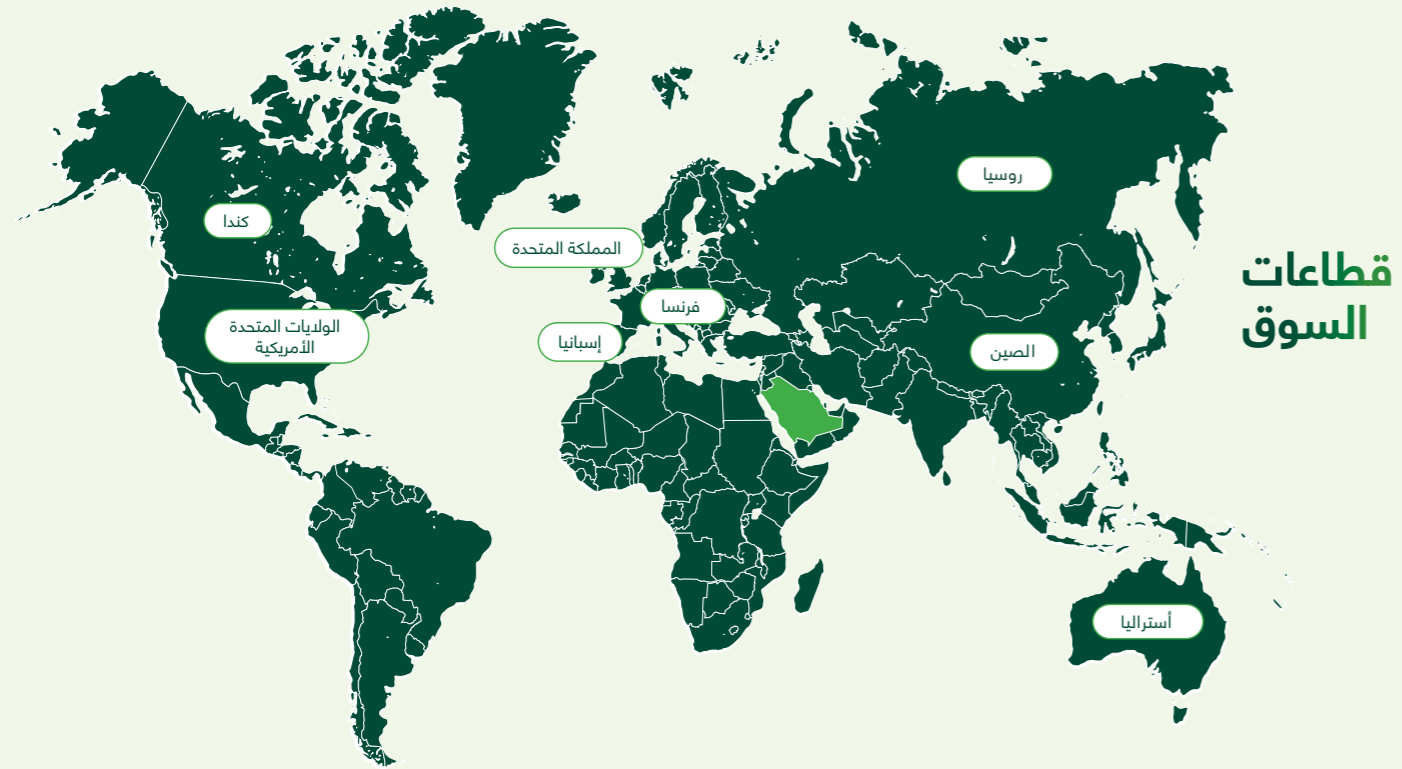 قطاعات
السوق
روسيا
كندا
المملكة المتحدة
فرنسا
الولايات المتحدة
الأمريكية
إسبانيا
الصين
أستراليا